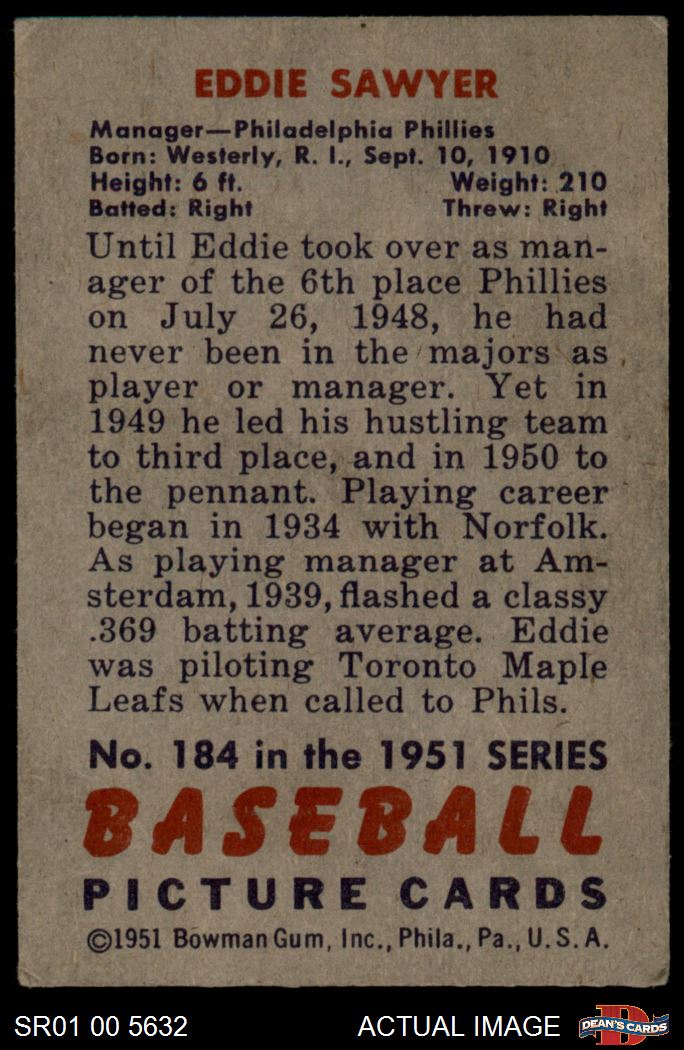 EDDIE SAWYER
Manager—Philadelphia Phillies
Born: Westerly, R. I., Sept. 10, 1910
Height: 6 ft. Weight: 210
Batted: Right Threw: Right
Until Eddie took over as man-
ager of the 6th place Phillies
on July 26, 1948, he had
never been in the majors as
player or manager. Yet in
1949 he led his hustling team
to third place, and in 1950 to
the pennant. Playing career
began in 1934 with Norfolk.
As playing manager at Am-
sterdam, 1939, flashed a classy
.369 batting average. Eddie
was piloting Toronto Maple
Leafs when called to Phils.
No. 184 in the 1951 SERIES
BASEBALL
PICTURE CARDS
©1951 Bowman Gum, Inc., Phila., Pa., U. S. A.
SR01 00 5632 ACTUAL IMAGE D DEAN'S CARDS